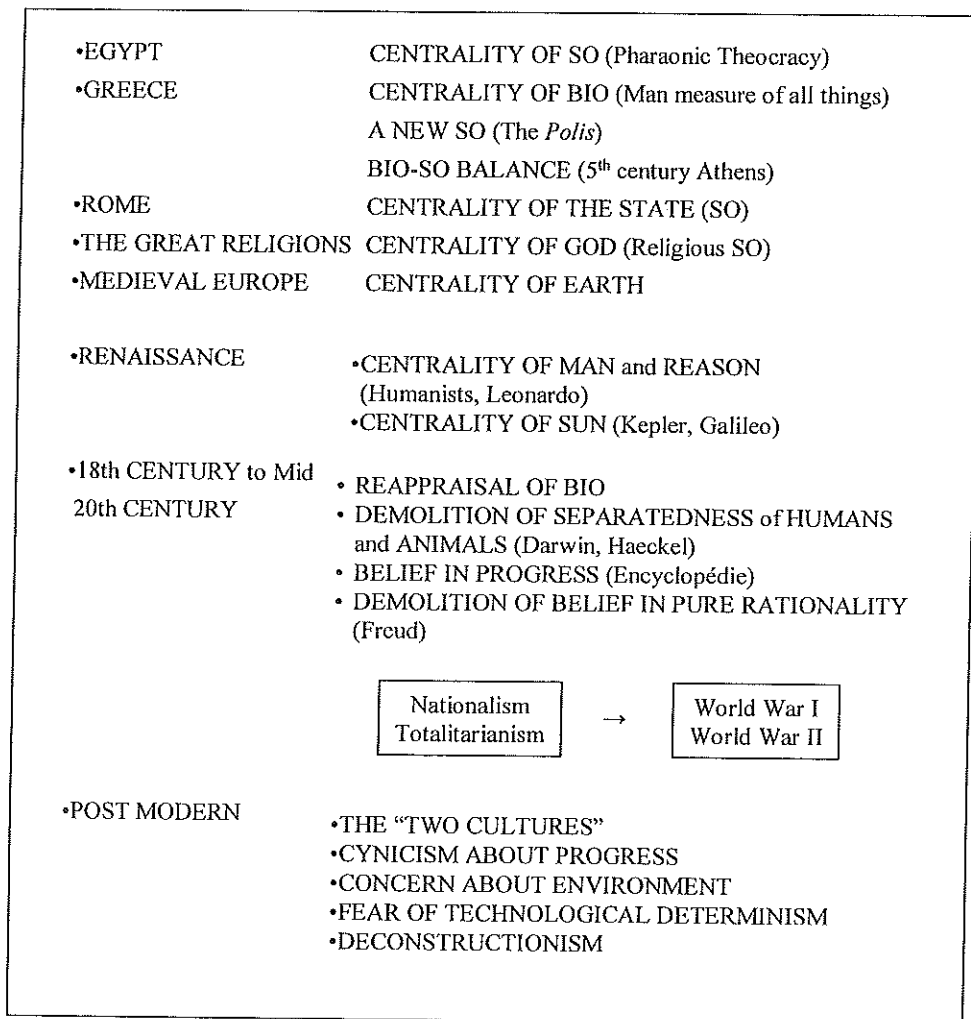 •EGYPT CENTRALITY OF SO (Pharaonic Theocracy)
•GREECE CENTRALITY OF BIO (Man measure of all things)
A NEW SO (The Polis)
BIO-SO BALANCE (5th century Athens)
•ROME CENTRALITY OF THE STATE (SO)
•THE GREAT RELIGIONS CENTRALITY OF GOD (Religious SO)
•MEDIEVAL EUROPE CENTRALITY OF EARTH
•RENAISSANCE •CENTRALITY OF MAN and REASON
(Humanists, Leonardo)
•CENTRALITY OF SUN (Kepler, Galileo)
•18th CENTURY to Mid
20th CENTURY
• REAPPRAISAL OF BIO
• DEMOLITION OF SEPARATEDNESS of HUMANS
and ANIMALS (Darwin, Haeckel)
• BELIEF IN PROGRESS (Encyclopédie)
• DEMOLITION OF BELIEF IN PURE RATIONALITY
(Freud)
Nationalism
Totalitarianism
→
World War I
World War II
•POST MODERN
•THE “TWO CULTURES”
•CYNICISM ABOUT PROGRESS
•CONCERN ABOUT ENVIRONMENT
•FEAR OF TECHNOLOGICAL DETERMINISM
•DECONSTRUCTIONISM